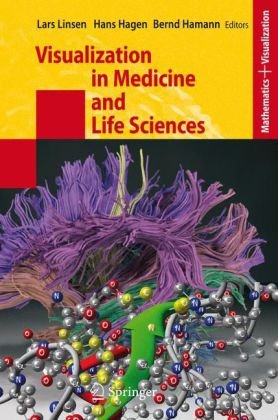 Lars Linsen Hans Hagen Bernd Hamann Editors
Visualization
in Medicine
and
Life Sciences
Mathematics + Visualization
Springer